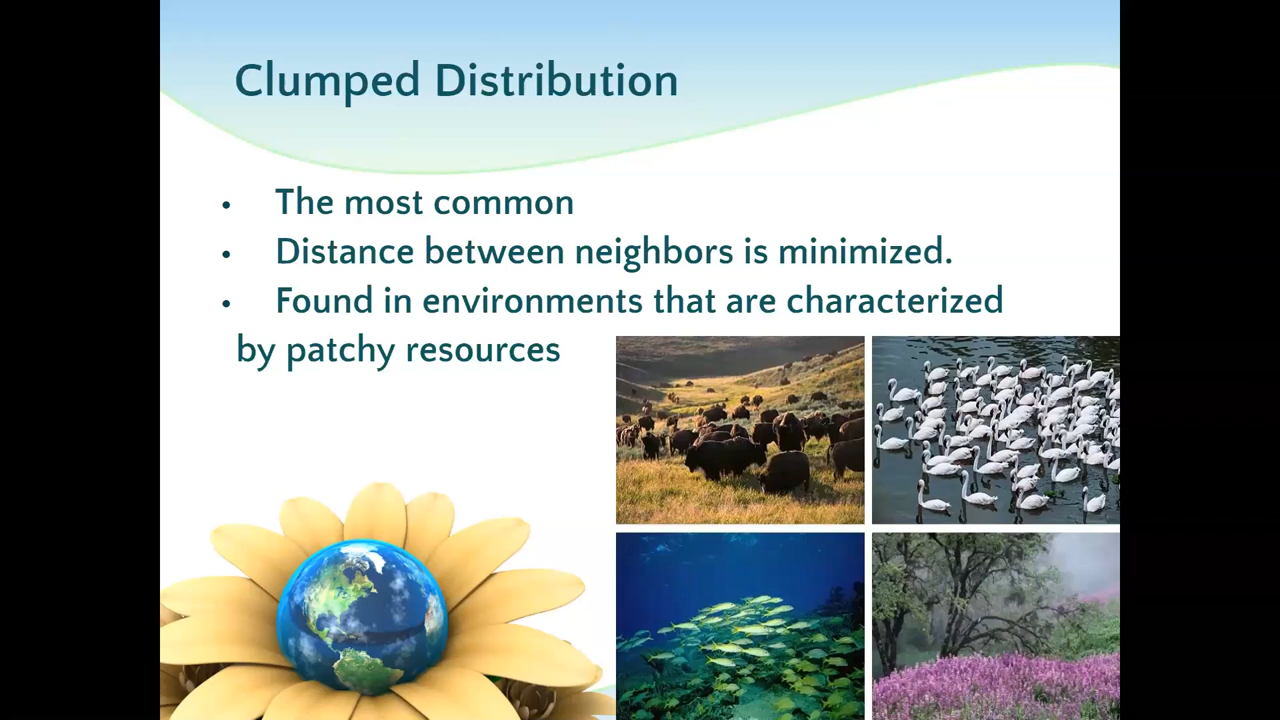 Clumped Distribution
• The most common
• Distance between neighbors is minimized.
• Found in environments that are characterized
by patchy resources